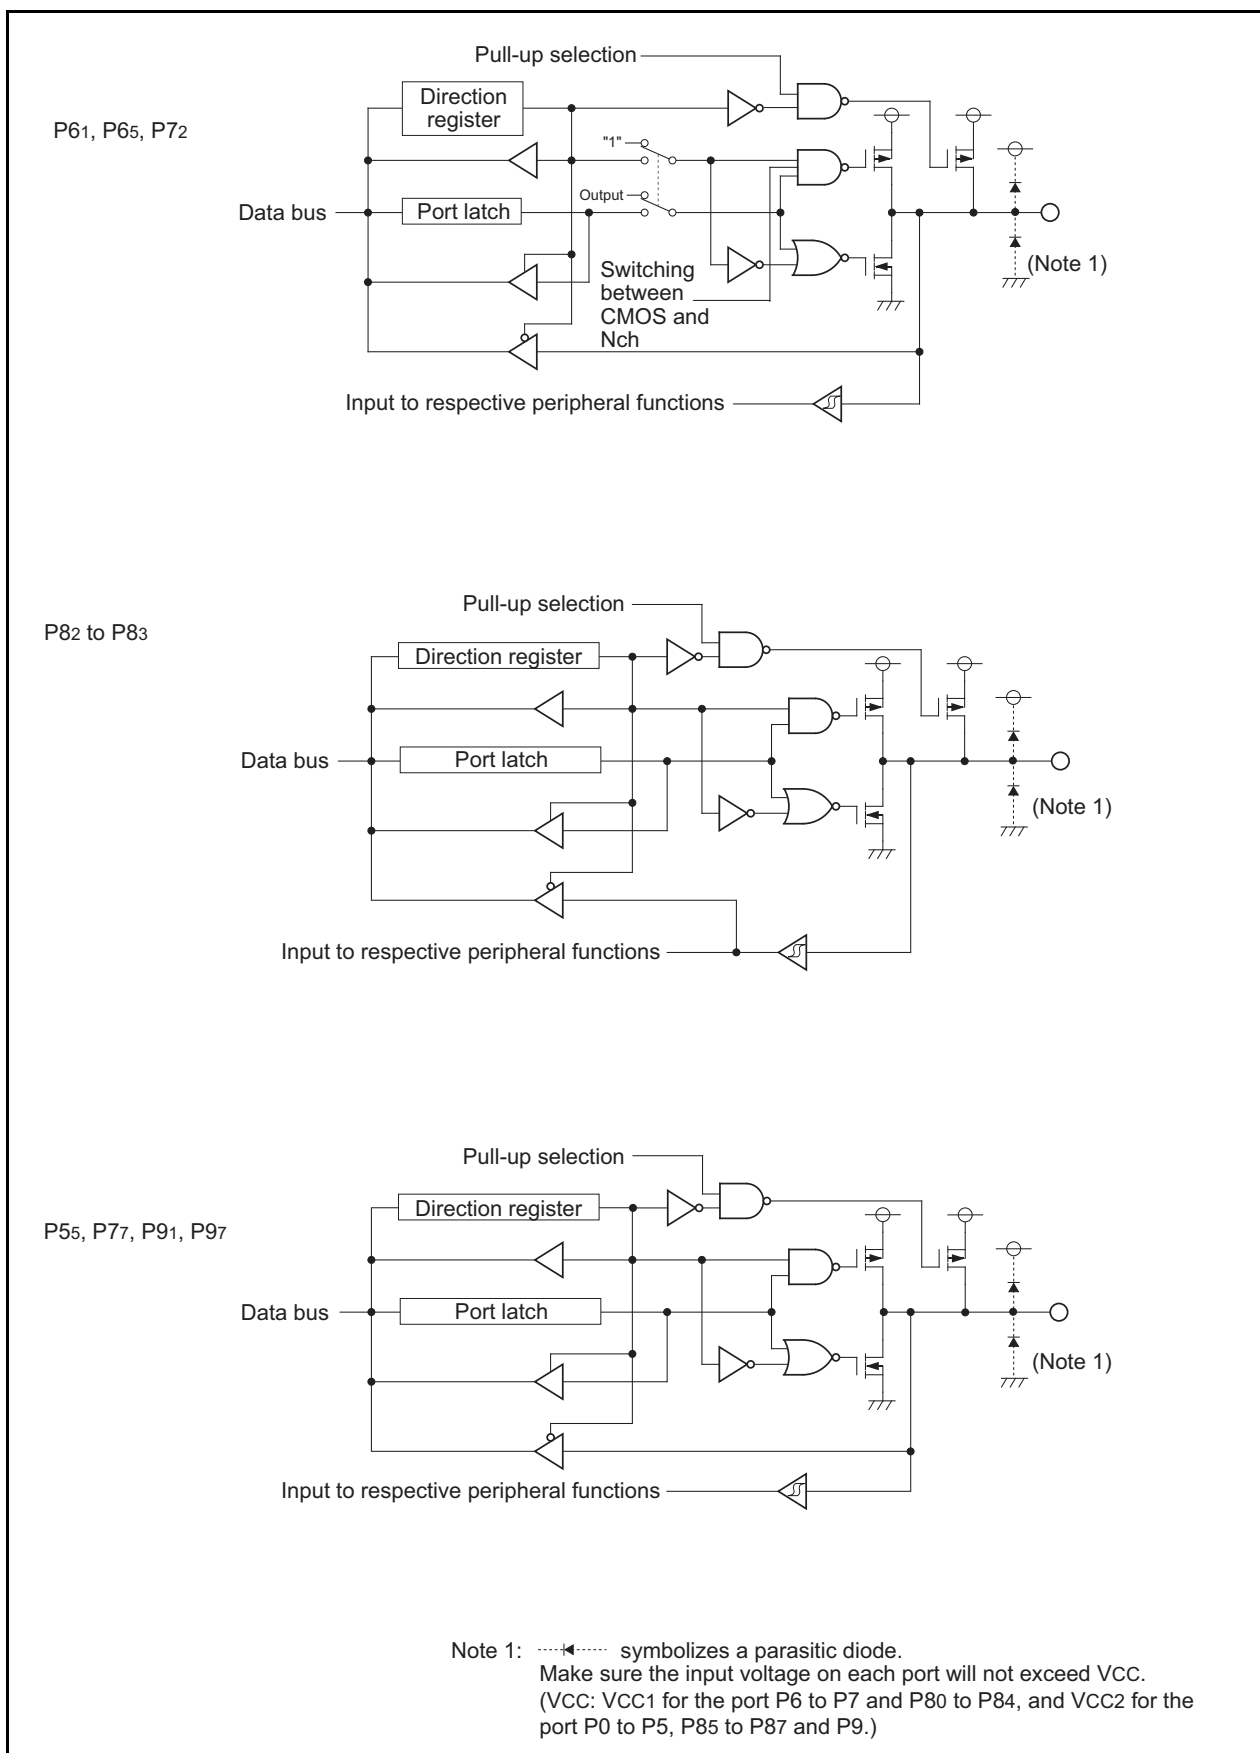 Pull-up selection
Direction
register
P61, P65, P72
"1"
Output
Data bus
Port latch
(Note 1)
Switching
between
CMOS and
Nch
Input to respective peripheral functions
Pull-up selection
P82 to P83
Direction register
Data bus
Port latch
(Note 1)
Input to respective peripheral functions
Pull-up selection
Direction register
P55, P77, P91, P97
Data bus
Port latch
(Note 1)
Input to respective peripheral functions
Note 1: symbolizes a parasitic diode.
Make sure the input voltage on each port will not exceed VCC.
(VCC: VCC1 for the port P6 to P7 and P80 to P84, and VCC2 for the
port P0 to P5, P85 to P87 and P9.)